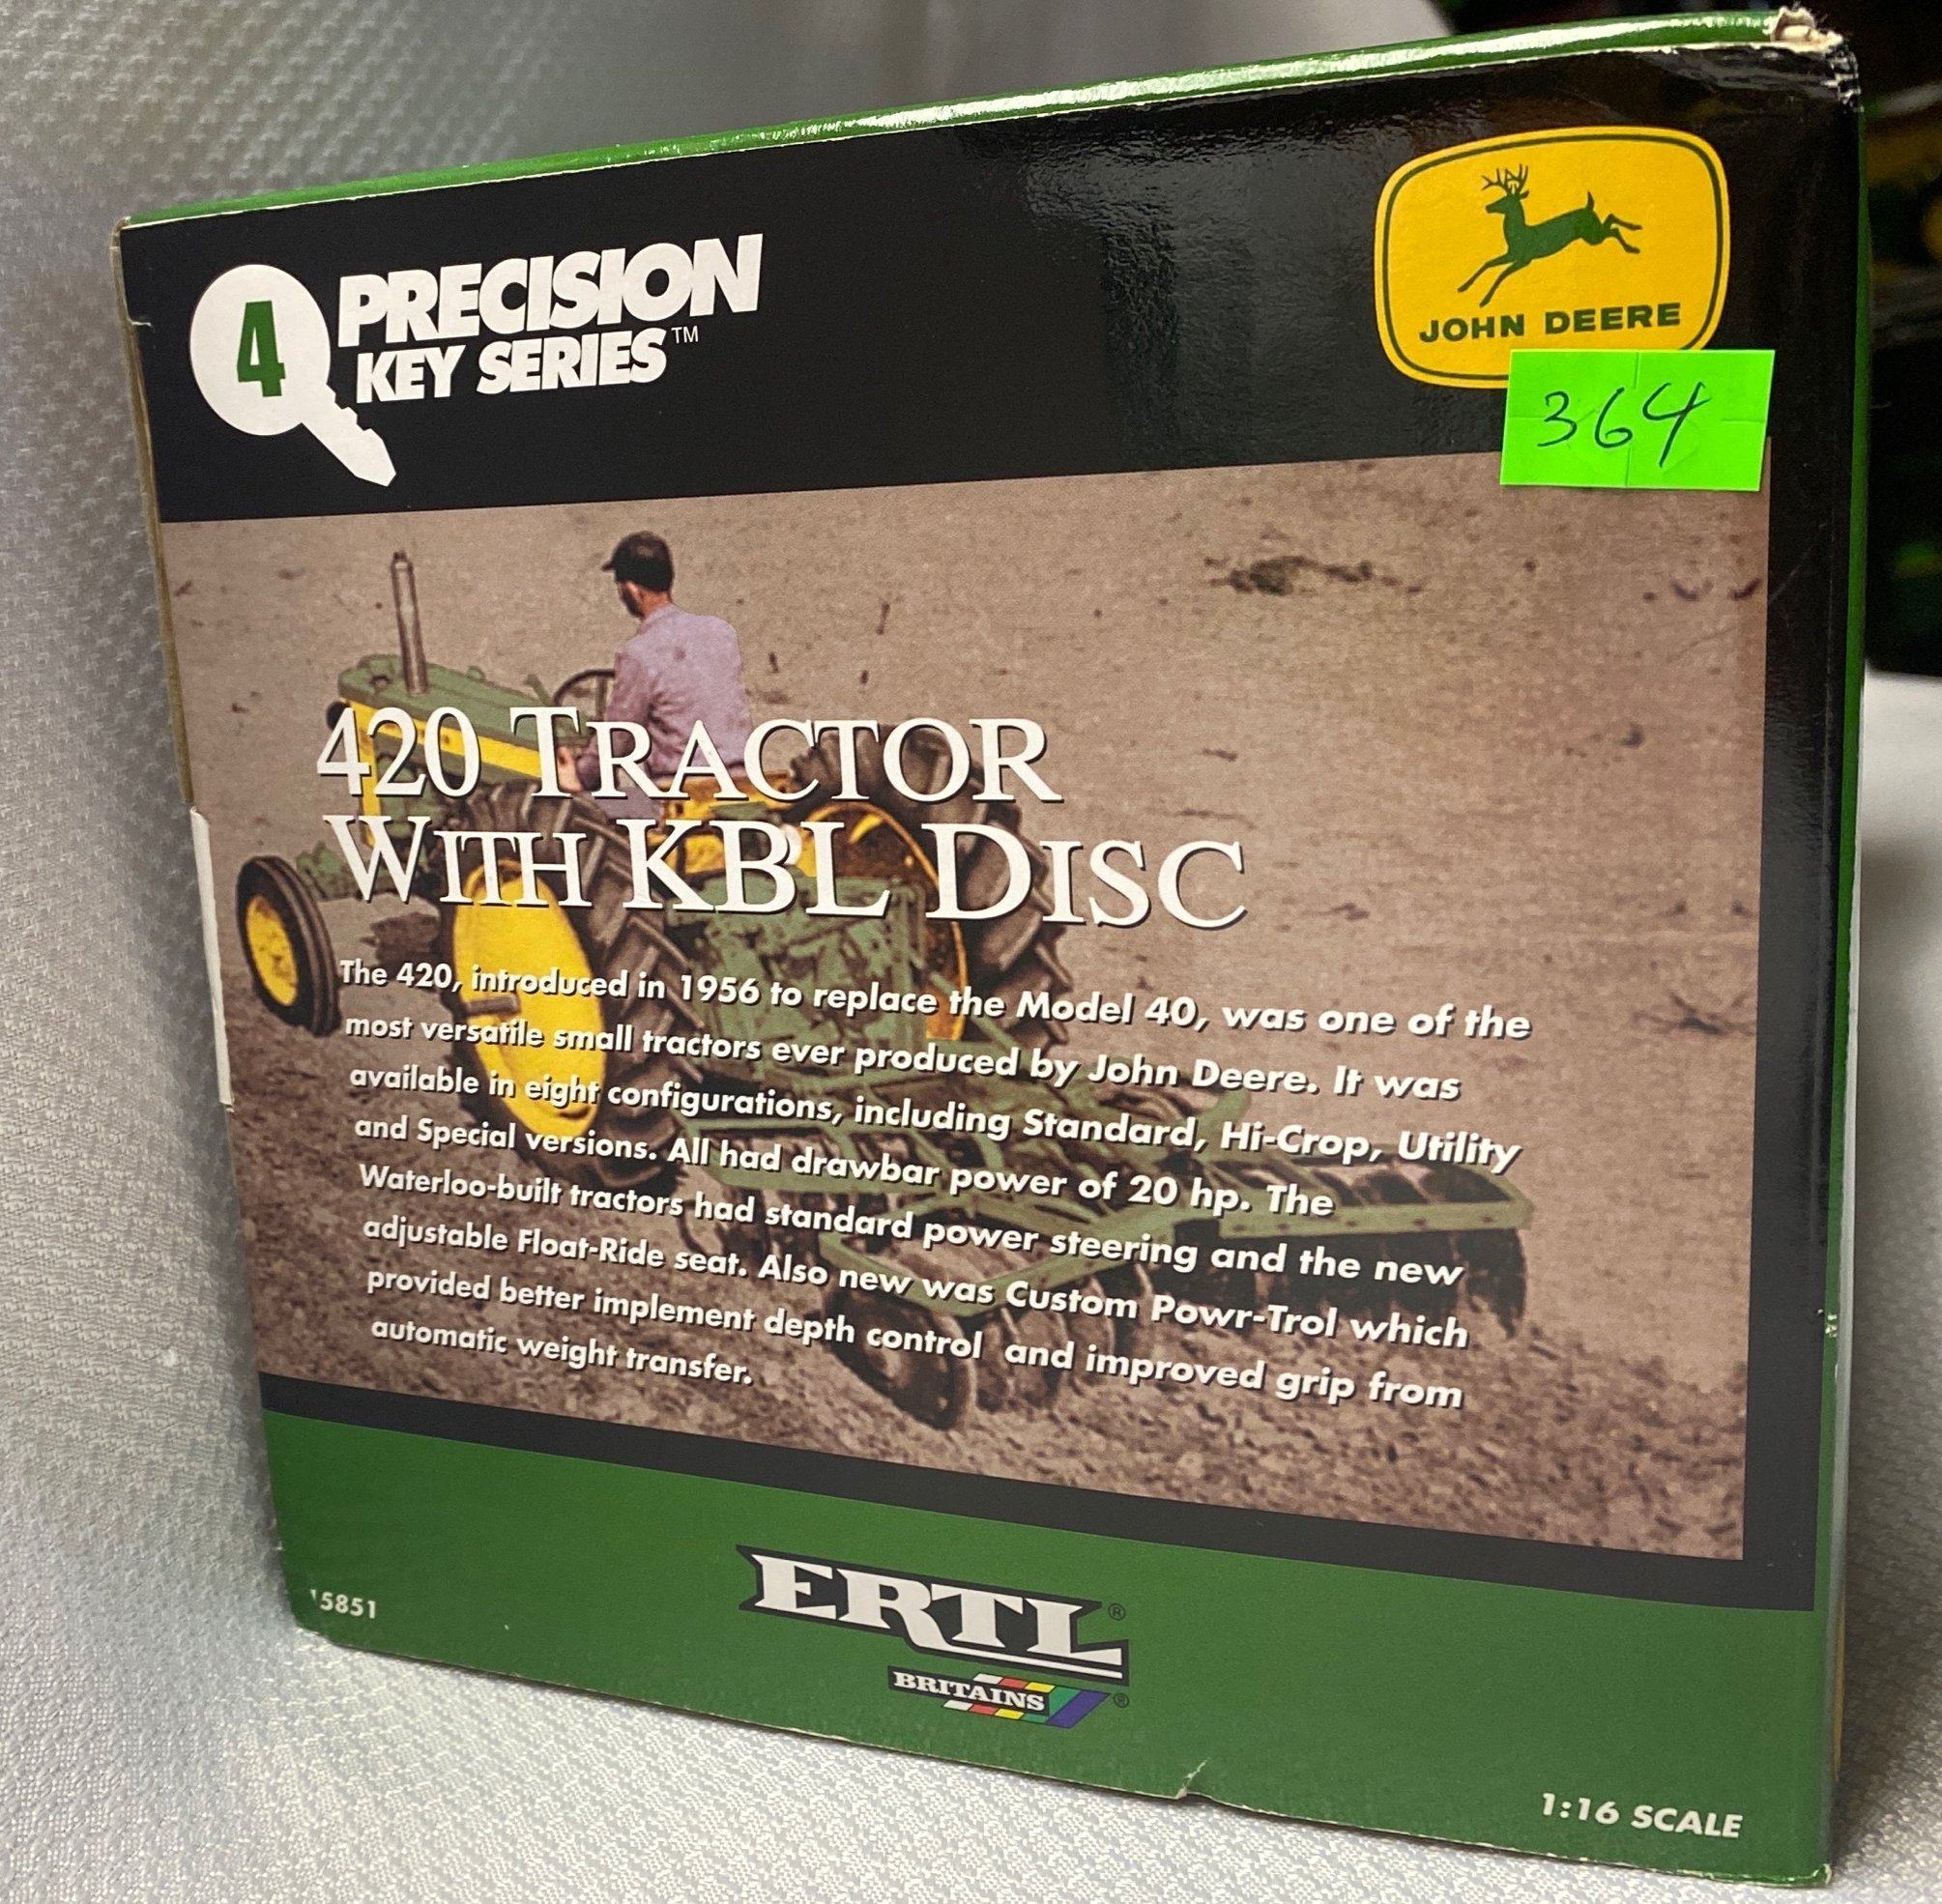 4
PRECISION
KEY SERIES™
JOHN DEERE
364
420 TRACTOR
WITH KBL DISC
The 420, introduced in 1956 to replace the Model 40, was one of the
most versatile small tractors ever produced by John Deere. It was
available in eight configurations, including Standard, Hi-Crop, Utility
and Special versions. All had drawbar power of 20 hp. The
Waterloo-built tractors had standard power steering and the new
adjustable Float-Ride seat. Also new was Custom Powr-Trol which
provided better implement depth control and improved grip from
automatic weight transfer.
15851
ERTL®
BRITAINS®
1:16 SCALE